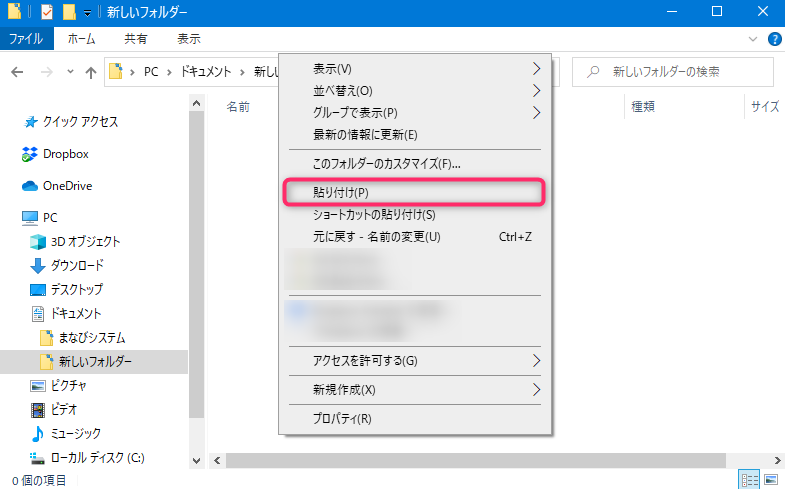 新しいフォルダー
ファイル
ホーム
共有
表示
PC
ドキュメント
新し
新しいフォルダーの検索
名前
種類
サイズ
クイック アクセス
Dropbox
OneDrive
PC
3D オブジェクト
ダウンロード
デスクトップ
ドキュメント
まなびシステム
新しいフォルダー
ピクチャ
ビデオ
ミュージック
ローカル ディスク (C:)
表示(V)
並べ替え(O)
グループで表示(P)
最新の情報に更新(E)
このフォルダーのカスタマイズ(F)...
貼り付け(P)
ショートカットの貼り付け(S)
元に戻す - 名前の変更(U) Ctrl+Z
アクセスを許可する(G)
新規作成(X)
プロパティ(R)
0 個の項目